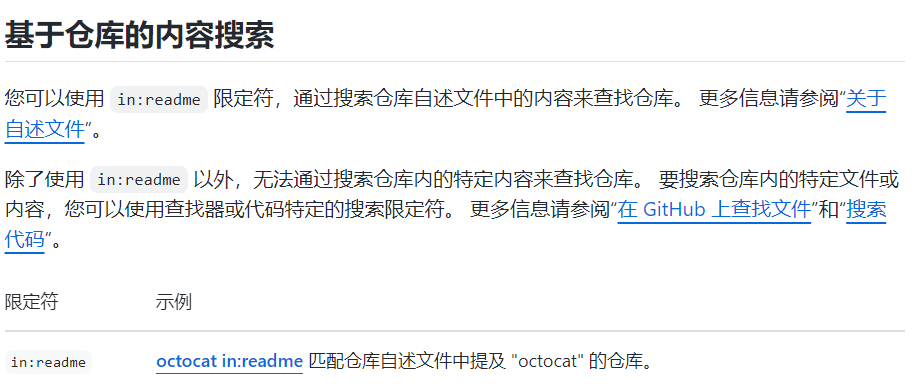 基于仓库的内容搜索
您可以使用 in:readme 限定符，通过搜索仓库自述文件中的内容来查找仓库。 更多信息请参阅“关于
自述文件”。
除了使用 in:readme 以外，无法通过搜索仓库内的特定内容来查找仓库。 要搜索仓库内的特定文件或
内容，您可以使用查找器或代码特定的搜索限定符。 更多信息请参阅“在 GitHub 上查找文件”和“搜索
代码”。
限定符 示例
in:readme octocat in:readme 匹配仓库自述文件中提及 "octocat" 的仓库。